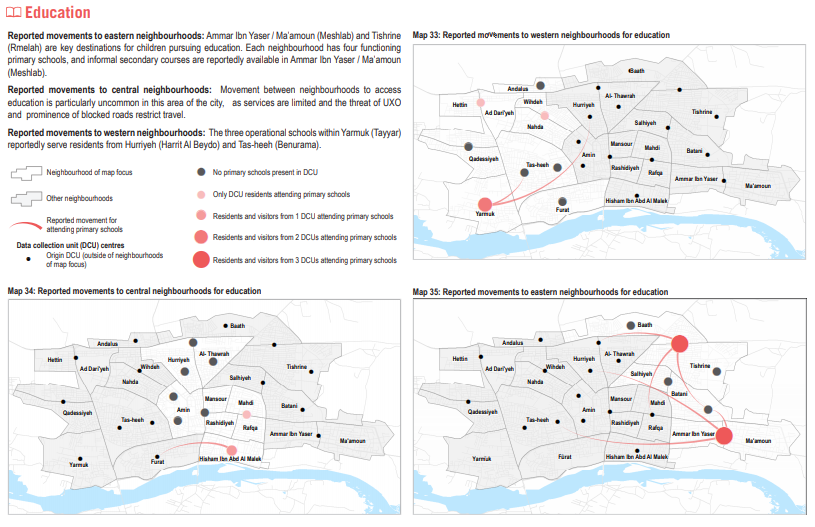 Education
Reported movements to eastern neighbourhoods: Ammar Ibn Yaser / Ma'amoun (Meshlab) and Tishrine
(Rmelah) are key destinations for children pursuing education. Each neighbourhood has four functioning
primary schools, and informal secondary courses are reportedly available in Ammar Ibn Yaser / Ma'amoun
(Meshlab).
Reported movements to central neighbourhoods: Movement between neighbourhoods to access
education is particularly uncommon in this area of the city, as services are limited and the threat of UXO
and prominence of blocked roads restrict travel.
Reported movements to western neighbourhoods: The three operational schools within Yarmuk (Tayyar)
reportedly serve residents from Hurriyeh (Harrit Al Beydo) and Tas-heeh (Benurama).
Neighbourhood of map focus
Other neighbourhoods
Reported movement for
attending primary schools
Data collection unit (DCU) centres
Origin DCU (outside of neighbourhoods
of map focus)
No primary schools present in DCU
Only DCU residents attending primary schools
Residents and visitors from 1 DCU attending primary schools
Residents and visitors from 2 DCUs attending primary schools
Residents and visitors from 3 DCUs attending primary schools
Map 33: Reported movements to western neighbourhoods for education
Baath
Andalus
Al- Thawrah
Hettin
Wihdeh
Hurriyeh
Ad Dari'yeh
Tishrine
Nahda
Salhiyeh
Mansour
Mahdi
Batani
Qadessiyeh
Amin
Tas-heeh
Rashidiyeh
Rafqa
Ammar Ibn Yaser
Ma'amoun
Hisham Ibn Abd Al Malek
Yarmuk
Furat
Map 34: Reported movements to central neighbourhoods for education
Baath
Andalus
Al- Thawrah
Hettin
Hurriyeh
Ad Dari'yeh
Wihdeh
Tishrine
Nahda
Salhiyeh
Mansour
Mahdi
Batani
Qadessiyeh
Amin
Tas-heeh
Rashidiyeh
Rafqa
Ammar Ibn Yaser
Ma'amoun
Yarmuk
Furat
Hisham Ibn Abd Al Malek
Map 35: Reported movements to eastern neighbourhoods for education
Baath
Andalus
Al- Thawrah
Hettin
Hurriyeh
Ad Dari'yeh
Wihdeh
Tishrine
Nahda
Salhiyeh
Batani
Mansour
Mahdi
Qadessiyeh
Amin
Tas-heeh
Rashidiyeh
Rafqa
Ammar Ibn Yaser
Ma'amoun
Yarmuk
Furat
Hisham Ibn Abd Al Malek